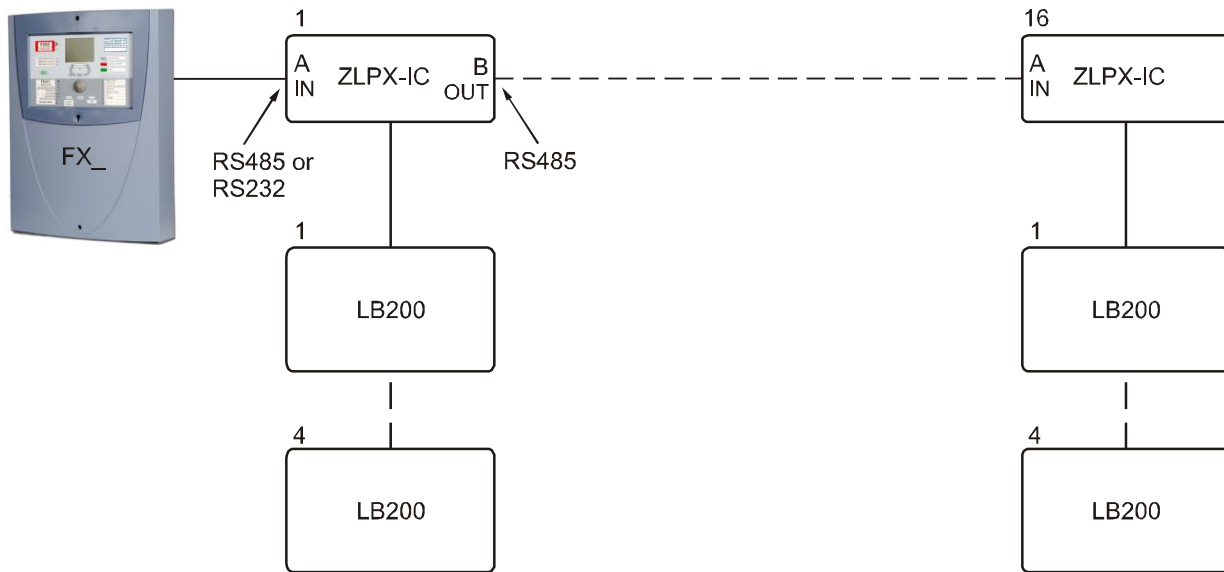 1
16
A
IN
ZLPX-IC
B
OUT
A
IN
ZLPX-IC
FX_
RS485 or
RS232
RS485
1
LB200
1
LB200
4
LB200
4
LB200